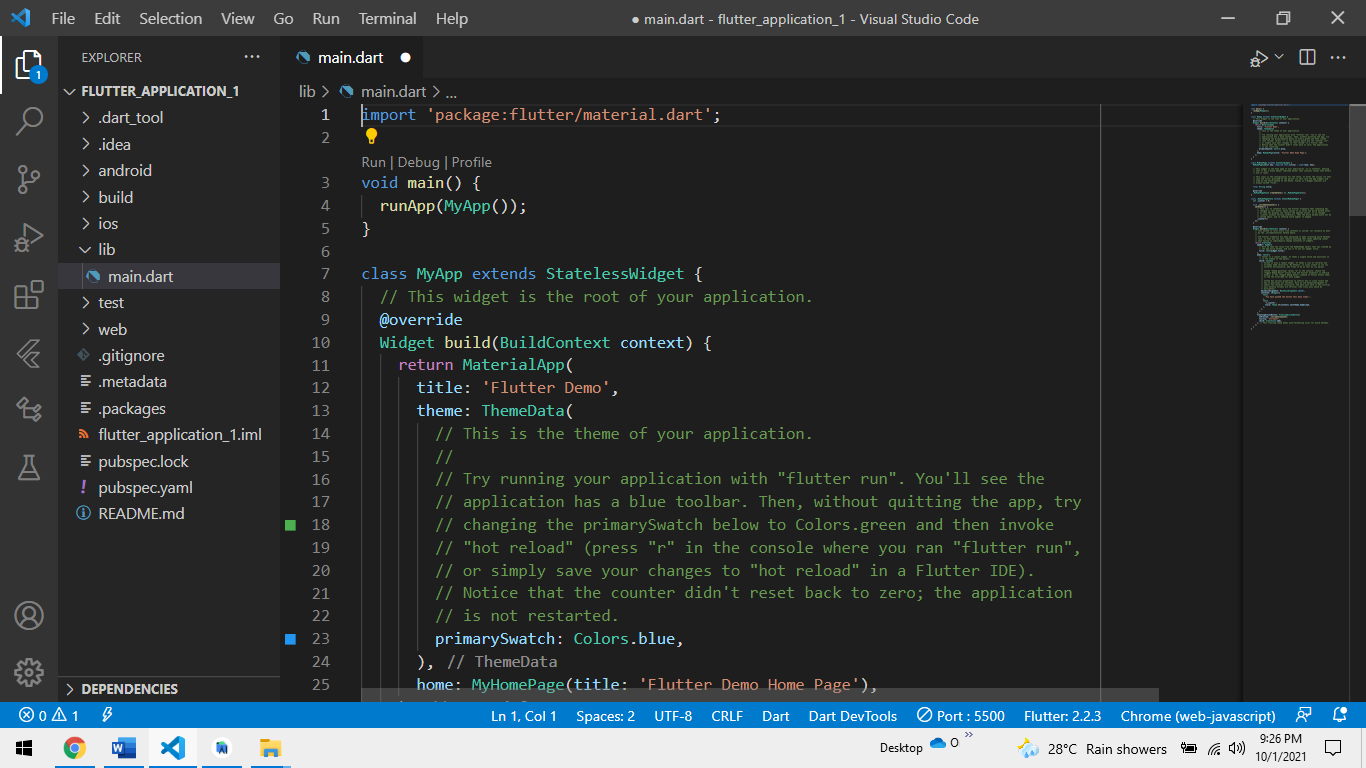 File Edit Selection View Go Run Terminal Help
● main.dart - flutter_application_1 - Visual Studio Code
1
EXPLORER
FLUTTER_APPLICATION_1
.dart_tool
.idea
android
build
ios
lib
main.dart
test
web
.gitignore
.metadata
.packages
flutter_application_1.iml
pubspec.lock
pubspec.yaml
README.md
DEPENDENCIES
main.dart ●
lib > main.dart > ...
1 import 'package:flutter/material.dart';
2
Run | Debug | Profile
3 void main() {
4 runApp(MyApp());
5 }
6
7 class MyApp extends StatelessWidget {
8 // This widget is the root of your application.
9 @override
10 Widget build(BuildContext context) {
11 return MaterialApp(
12 title: 'Flutter Demo',
13 theme: ThemeData(
14 // This is the theme of your application.
15 //
16 // Try running your application with "flutter run". You'll see the
17 // application has a blue toolbar. Then, without quitting the app, try
18 // changing the primarySwatch below to Colors.green and then invoke
19 // "hot reload" (press "r" in the console where you ran "flutter run",
20 // or simply save your changes to "hot reload" in a Flutter IDE).
21 // Notice that the counter didn't reset back to zero; the application
22 // is not restarted.
23 primarySwatch: Colors.blue,
24 ), // ThemeData
25 home: MyHomePage(title: 'Flutter Demo Home Page'),
0 1 Ln 1, Col 1 Spaces: 2 UTF-8 CRLF Dart Dart DevTools Port : 5500 Flutter: 2.2.3 Chrome (web-javascript)
Desktop 28°C Rain showers 9:26 PM
10/1/2021